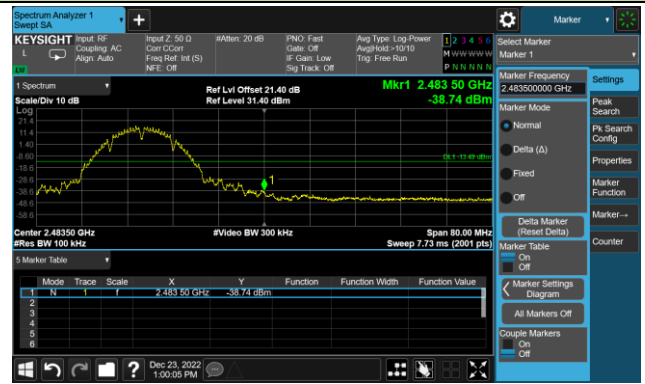 Spectrum Analyzer 1
Swept SA
+
Marker
KEYSIGHT
L
LW
Input: RF
Coupling: AC
Align: Auto
Input Z: 50 Ω
Corr CCorr
Freq Ref: Int (S)
NFE: Off
#Atten: 20 dB
PNO: Fast
Gate: Off
IF Gain: Low
Sig Track: Off
Avg Type: Log-Power
Avg|Hold:>10/10
Trig: Free Run
1 2 3 4 5 6
M W W W W W
P N N N N N
Select Marker
Marker 1
1 Spectrum
Scale/Div 10 dB
Log
Ref Lvl Offset 21.40 dB
Ref Level 31.40 dBm
Mkr1 2.483 50 GHz
-38.74 dBm
21.4
11.4
1.40
-8.60
-18.6
-28.6
-38.6
-48.6
-58.6
DL1 -13.49 dBm
1
Center 2.48350 GHz
#Res BW 100 kHz
#Video BW 300 kHz
Span 80.00 MHz
Sweep 7.73 ms (2001 pts)
5 Marker Table
Mode Trace Scale X Y Function Function Width Function Value
1 N 1 f 2.483 50 GHz -38.74 dBm
2
3
4
5
6
Marker Frequency
2.483500000 GHz
Marker Mode
Normal
Delta (Δ)
Fixed
Off
Delta Marker
(Reset Delta)
Marker Table
On
Off
Marker Settings
Diagram
All Markers Off
Couple Markers
On
Off
Settings
Peak
Search
Pk Search
Config
Properties
Marker
Function
Marker→
Counter
?
Dec 23, 2022
1:00:05 PM